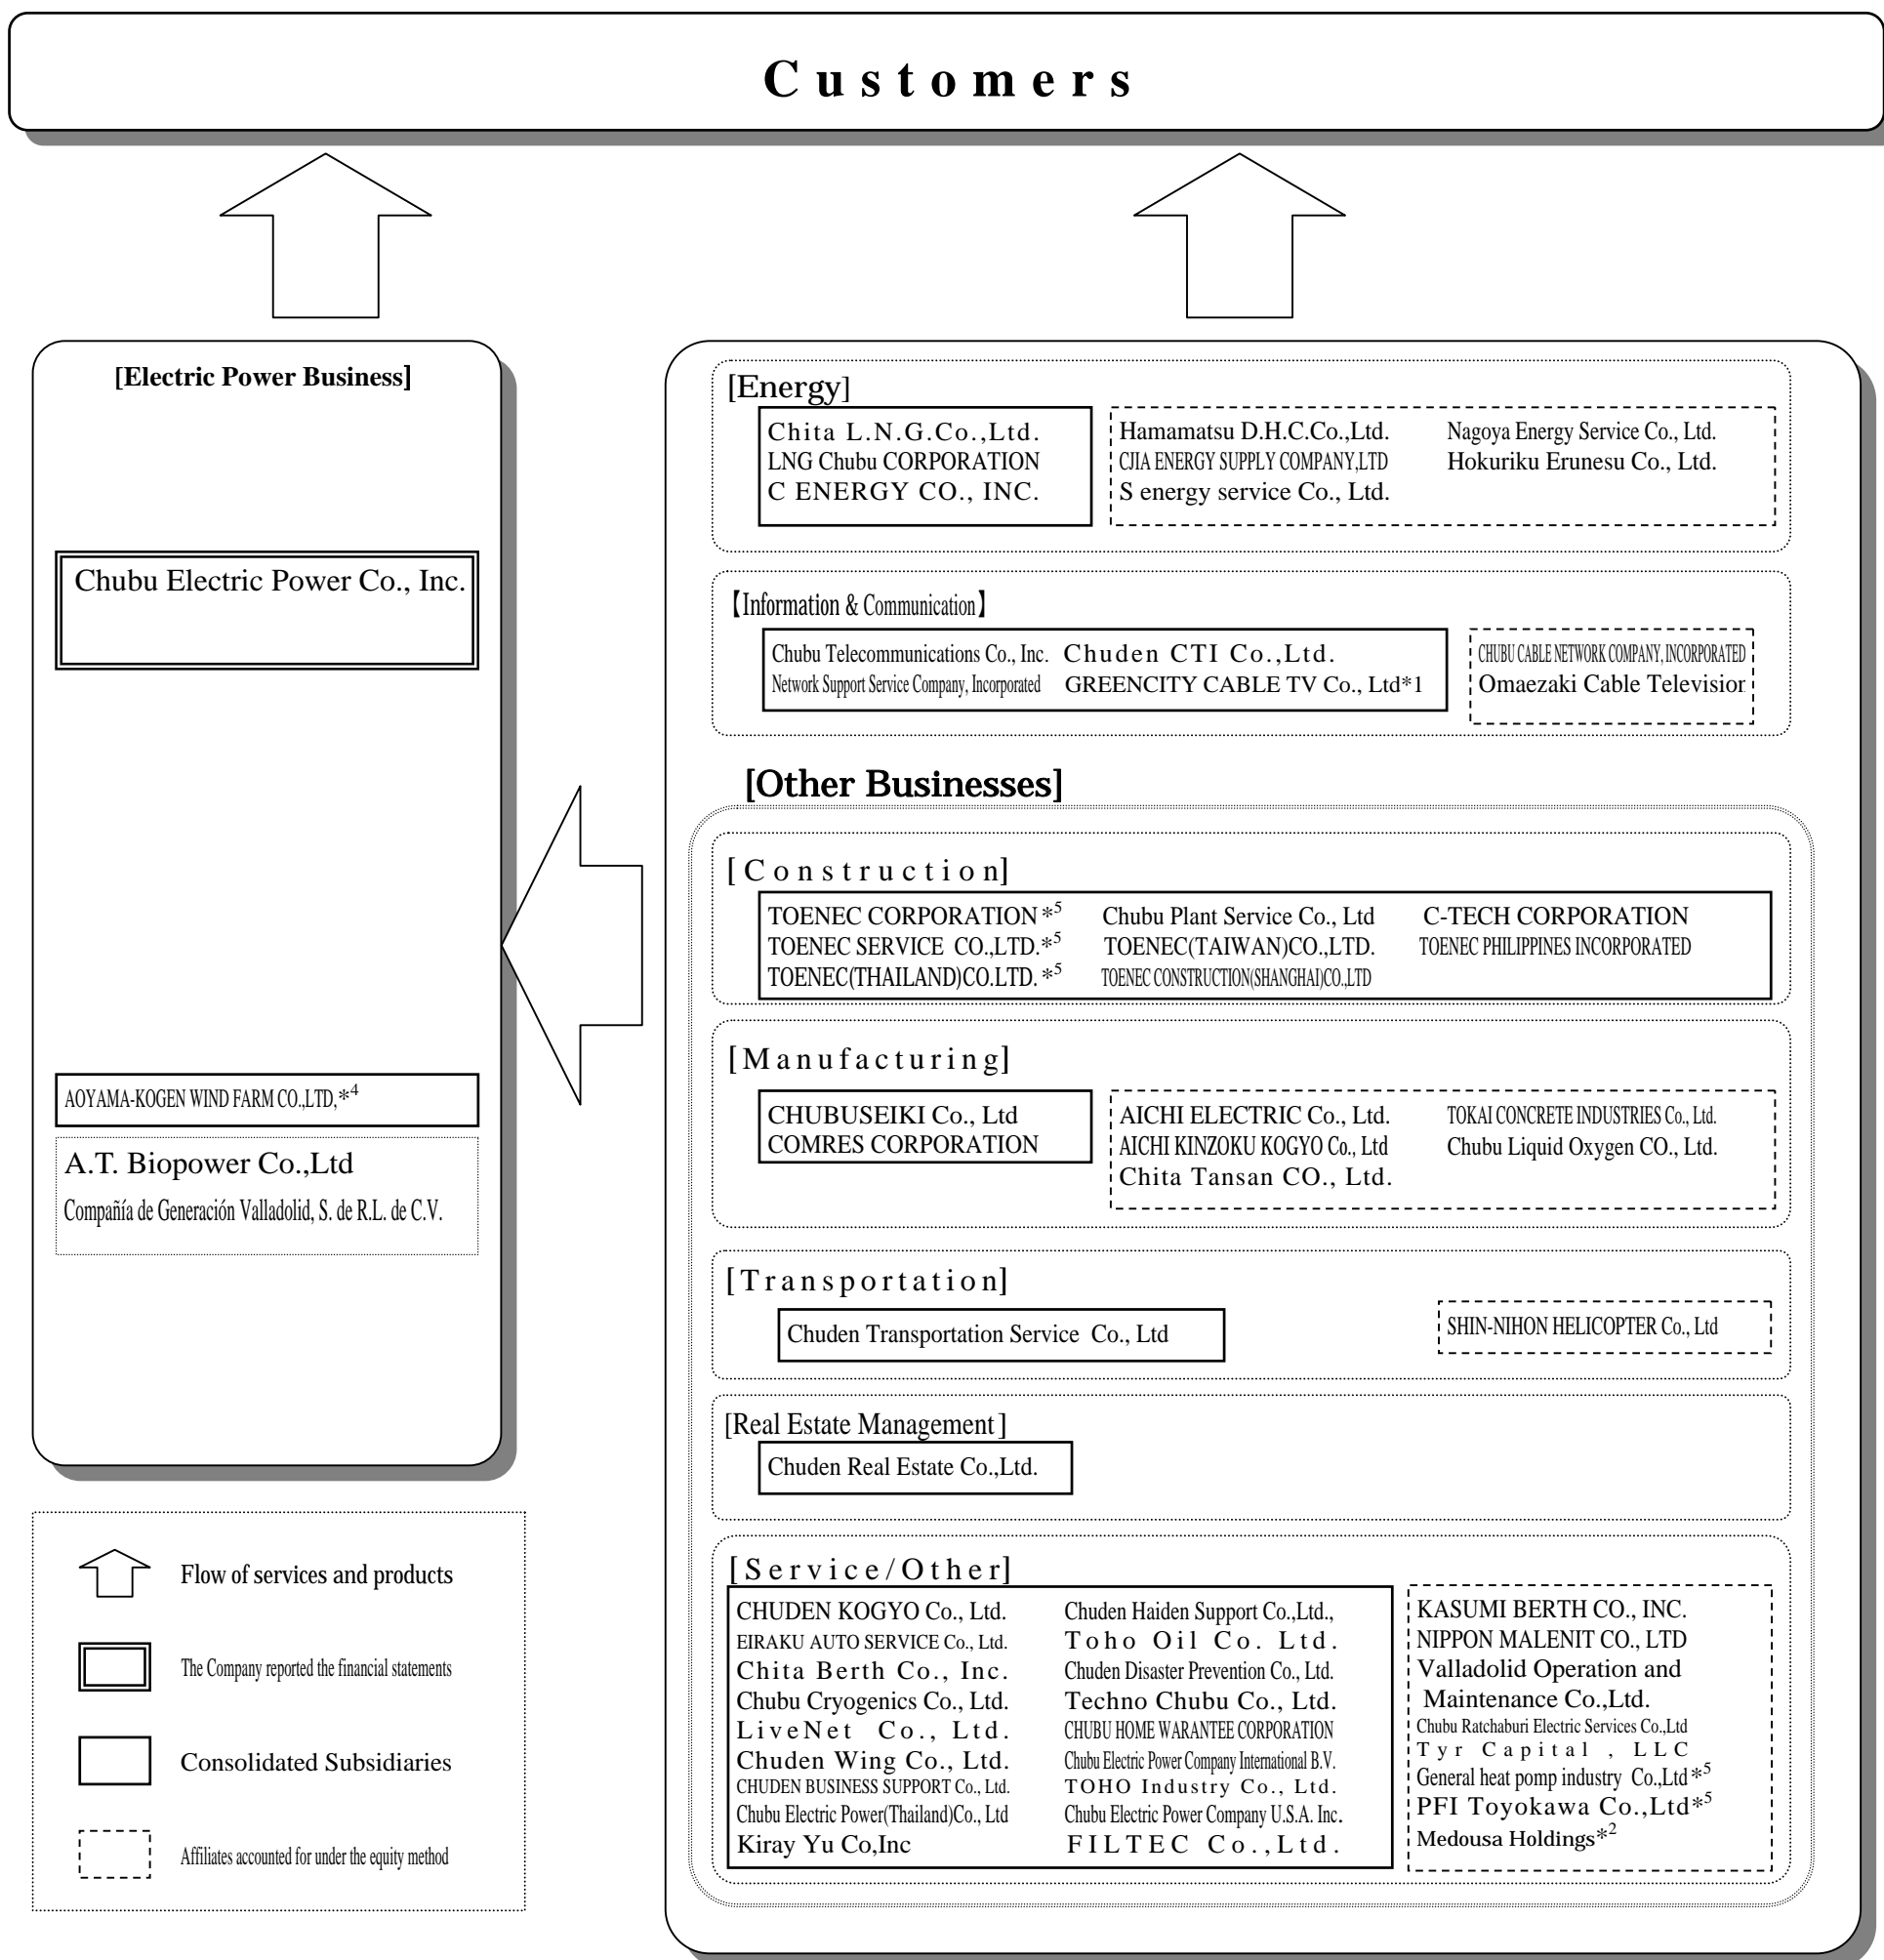 Customers
[Electric Power Business]
Chubu Electric Power Co., Inc.
AOYAMA-KOGEN WIND FARM CO.,LTD,*4
A.T. Biopower Co.,Ltd
Compañía de Generación Valladolid, S. de R.L. de C.V.
Flow of services and products
The Company reported the financial statements
Consolidated Subsidiaries
Affiliates accounted for under the equity method
[Energy]
Chita L.N.G.Co.,Ltd.
LNG Chubu CORPORATION
C ENERGY CO., INC.
Hamamatsu D.H.C.Co.,Ltd. Nagoya Energy Service Co., Ltd.
CJIA ENERGY SUPPLY COMPANY,LTD Hokuriku Erunesu Co., Ltd.
S energy service Co., Ltd.
【Information & Communication】
Chubu Telecommunications Co., Inc. Chuden CTI Co.,Ltd.
Network Support Service Company, Incorporated GREENCITY CABLE TV Co., Ltd*1
CHUBU CABLE NETWORK COMPANY, INCORPORATED
Omaezaki Cable Television
[Other Businesses]
[Construction]
TOENEC CORPORATION*5 Chubu Plant Service Co., Ltd C-TECH CORPORATION
TOENEC SERVICE CO.,LTD.*5 TOENEC(TAIWAN)CO.,LTD. TOENEC PHILIPPINES INCORPORATED
TOENEC(THAILAND)CO.LTD.*5 TOENEC CONSTRUCTION(SHANGHAI)CO.,LTD
[Manufacturing]
CHUBUSEIKI Co., Ltd
COMRES CORPORATION
AICHI ELECTRIC Co., Ltd. TOKAI CONCRETE INDUSTRIES Co., Ltd.
AICHI KINZOKU KOGYO Co., Ltd Chubu Liquid Oxygen CO., Ltd.
Chita Tansan CO., Ltd.
[Transportation]
Chuden Transportation Service Co., Ltd
SHIN-NIHON HELICOPTER Co., Ltd
[Real Estate Management]
Chuden Real Estate Co.,Ltd.
[Service/Other]
CHUDEN KOGYO Co., Ltd. Chuden Haiden Support Co.,Ltd.,
EIRAKU AUTO SERVICE Co., Ltd. Toho Oil Co. Ltd.
Chita Berth Co., Inc. Chuden Disaster Prevention Co., Ltd.
Chubu Cryogenics Co., Ltd. Techno Chubu Co., Ltd.
LiveNet Co., Ltd. CHUBU HOME WARANTEE CORPORATION
Chuden Wing Co., Ltd. Chubu Electric Power Company International B.V.
CHUDEN BUSINESS SUPPORT Co., Ltd. TOHO Industry Co., Ltd.
Chubu Electric Power(Thailand)Co., Ltd Chubu Electric Power Company U.S.A. Inc.
Kiray Yu Co,Inc FILTEC Co.,Ltd.
KASUMI BERTH CO., INC.
NIPPON MALENIT CO., LTD
Valladolid Operation and
Maintenance Co.,Ltd.
Chubu Ratchaburi Electric Services Co.,Ltd
Tyr Capital , LLC
General heat pomp industry Co.,Ltd*5
PFI Toyokawa Co.,Ltd*5
Medousa Holdings*2